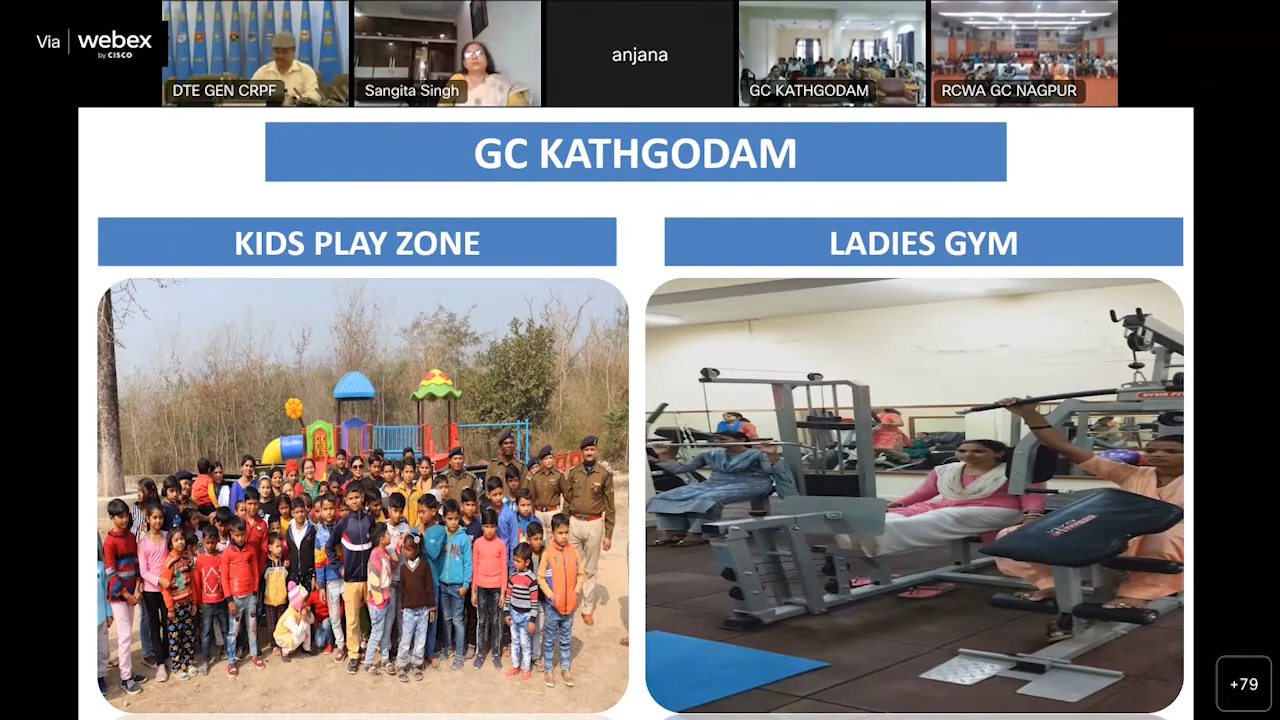 Via
webex
by CISCO
DTE GEN CRPF
Sangita Singh
anjana
GC KATHGODAM
RCWA GC NAGPUR
GC KATHGODAM
KIDS PLAY ZONE
LADIES GYM
VIVA
+79